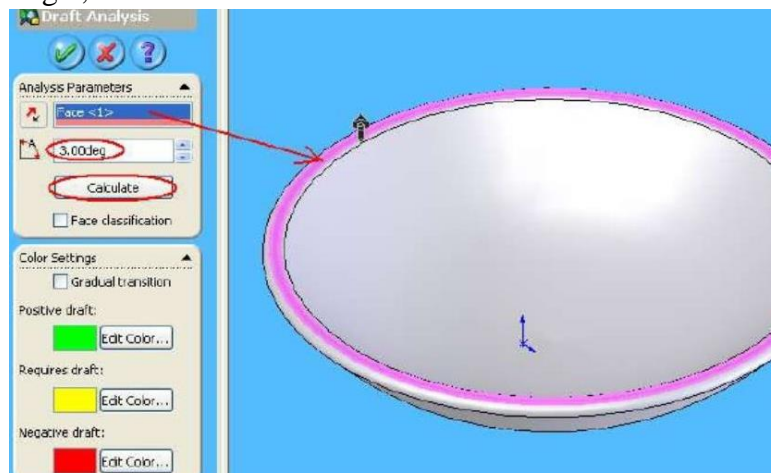 Draft Analysis
Analysis Parameters
Face <1>
3.00deg
Calculate
Face classification
Color Settings
Gradual transition
Positive draft:
Edit Color...
Requires draft:
Edit Color...
Negative draft:
Edit Color...